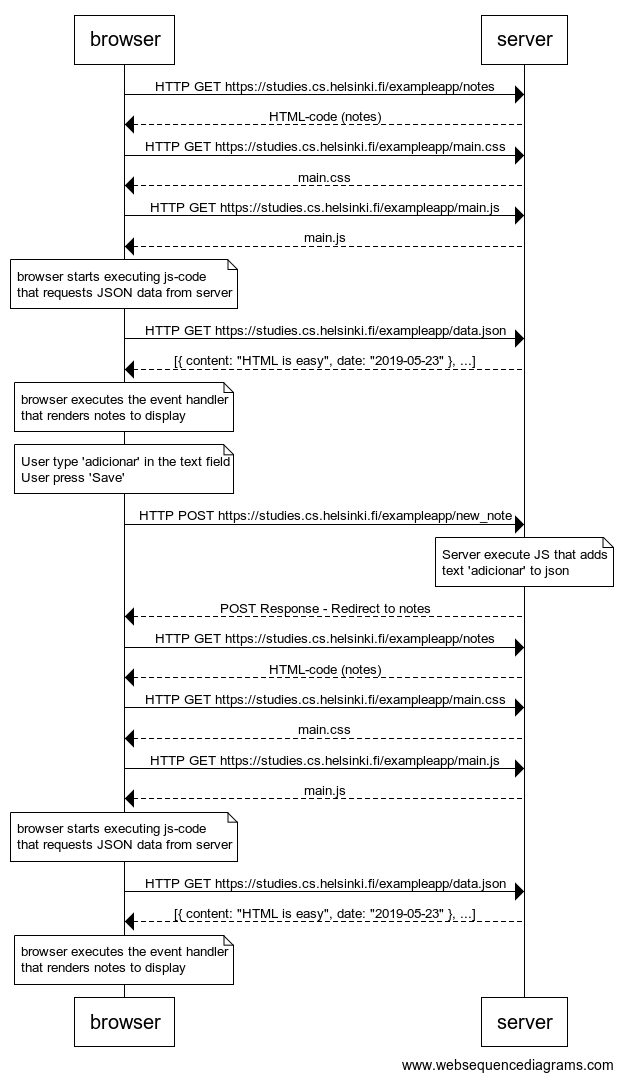 browser
server
HTTP GET https://studies.cs.helsinki.fi/exampleapp/notes
HTML-code (notes)
HTTP GET https://studies.cs.helsinki.fi/exampleapp/main.css
main.css
HTTP GET https://studies.cs.helsinki.fi/exampleapp/main.js
main.js
browser starts executing js-code
that requests JSON data from server
HTTP GET https://studies.cs.helsinki.fi/exampleapp/data.json
[{ content: "HTML is easy", date: "2019-05-23" }, ...]
browser executes the event handler
that renders notes to display
User type 'adicionar' in the text field
User press 'Save'
HTTP POST https://studies.cs.helsinki.fi/exampleapp/new_note
Server execute JS that adds
text 'adicionar' to json
POST Response - Redirect to notes
HTTP GET https://studies.cs.helsinki.fi/exampleapp/notes
HTML-code (notes)
HTTP GET https://studies.cs.helsinki.fi/exampleapp/main.css
main.css
HTTP GET https://studies.cs.helsinki.fi/exampleapp/main.js
main.js
browser starts executing js-code
that requests JSON data from server
HTTP GET https://studies.cs.helsinki.fi/exampleapp/data.json
[{ content: "HTML is easy", date: "2019-05-23" }, ...]
browser executes the event handler
that renders notes to display
browser
server
www.websequencediagrams.com